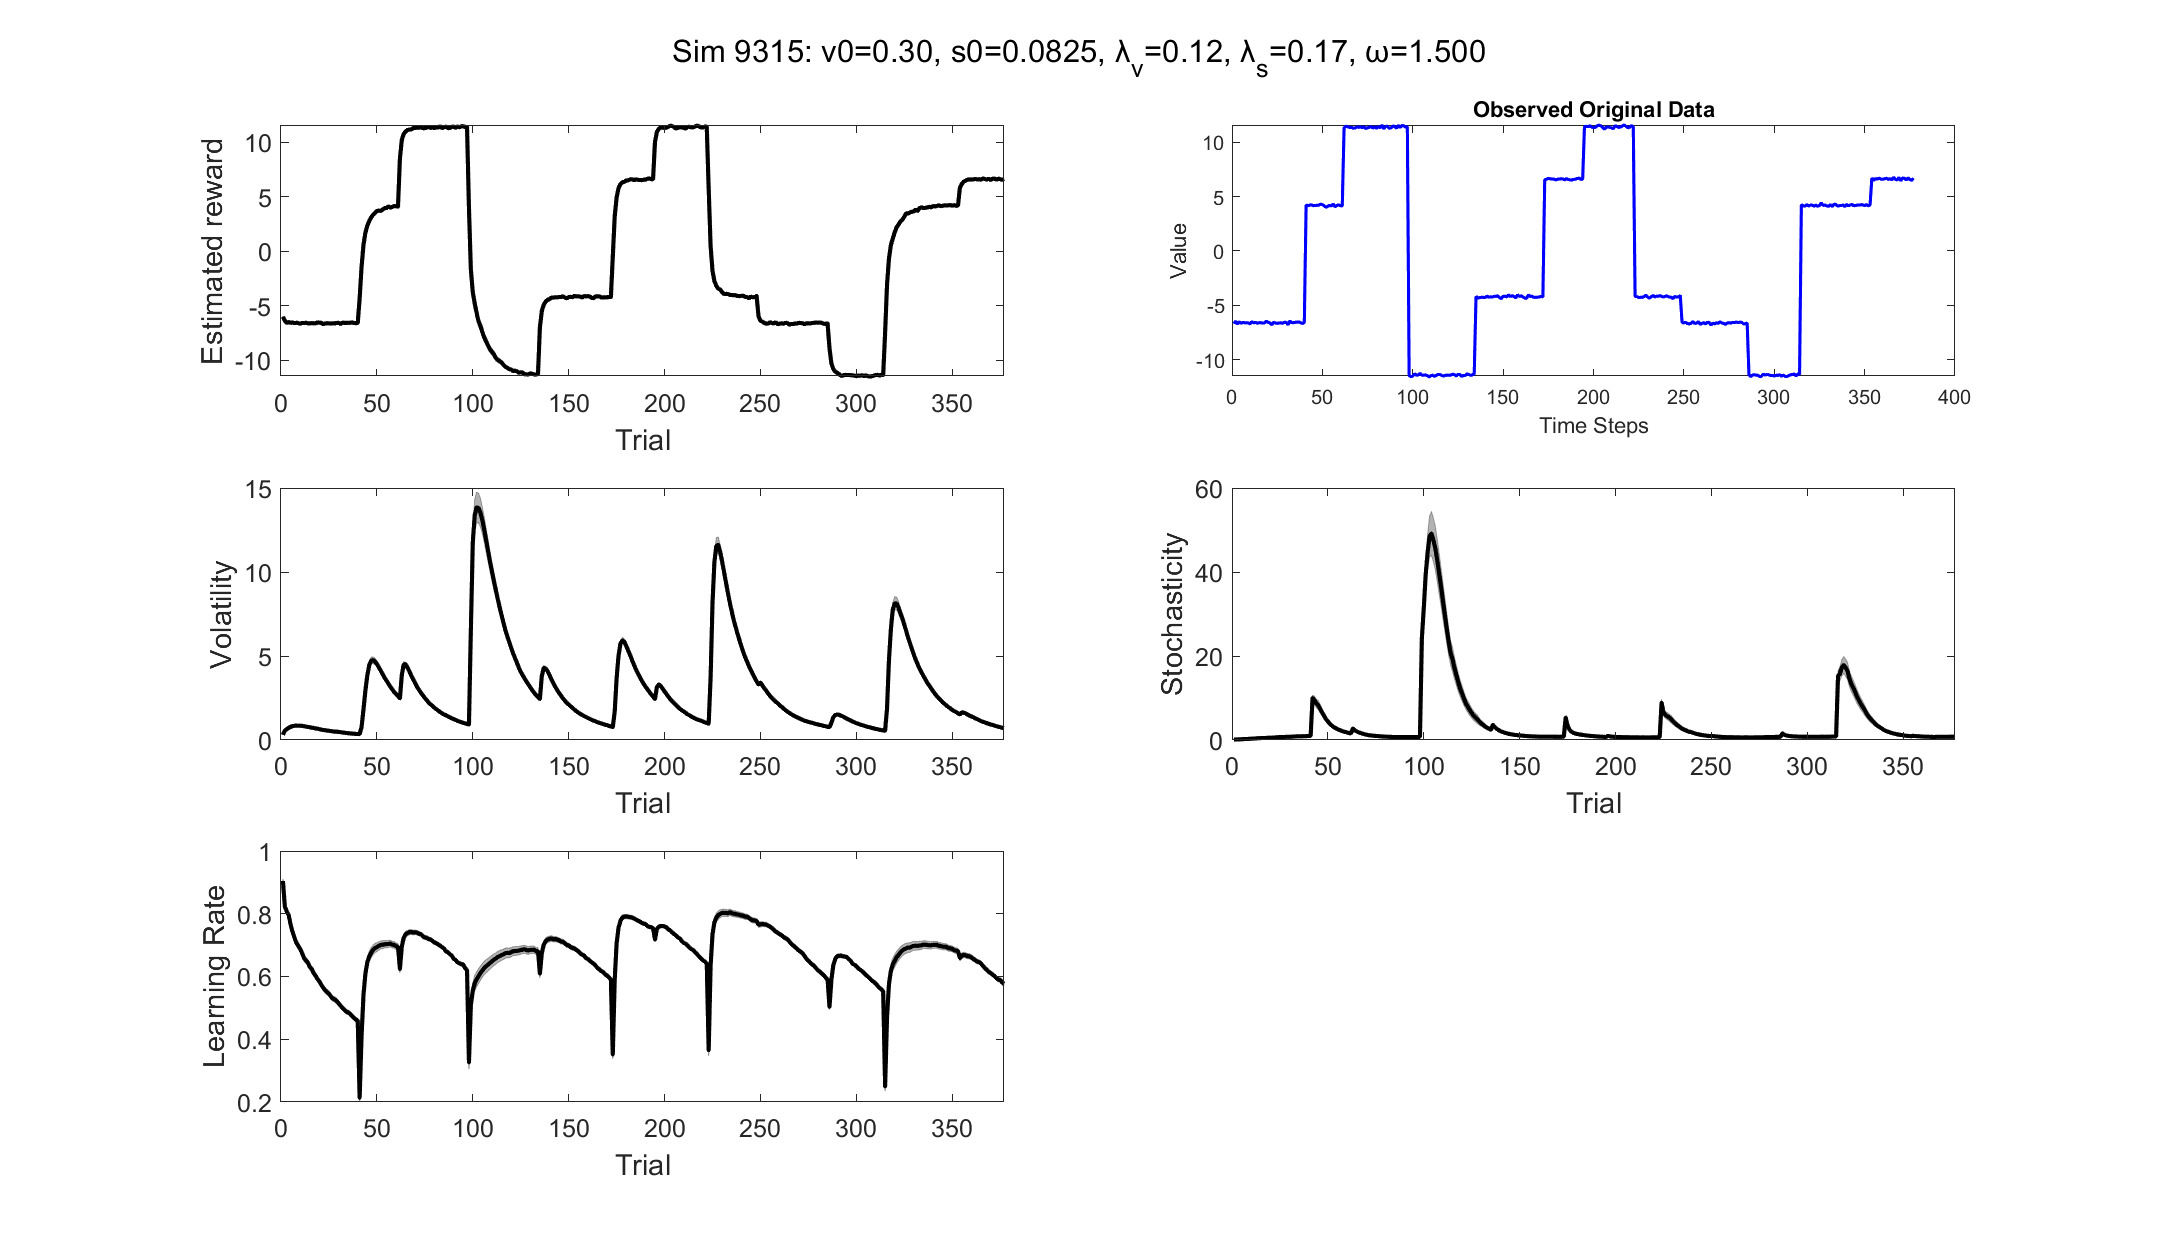 Sim 9315: v0=0.30, s0=0.0825, λv=0.12, λs=0.17, ω=1.500
Estimated reward
10
5
0
-5
-10
0 50 100 150 200 250 300 350
Trial
Observed Original Data
Value
10
5
0
-5
-10
0 50 100 150 200 250 300 350 400
Time Steps
Volatility
15
10
5
0
0 50 100 150 200 250 300 350
Trial
Stochasticity
60
40
20
0
0 50 100 150 200 250 300 350
Trial
Learning Rate
1
0.8
0.6
0.4
0.2
0 50 100 150 200 250 300 350
Trial